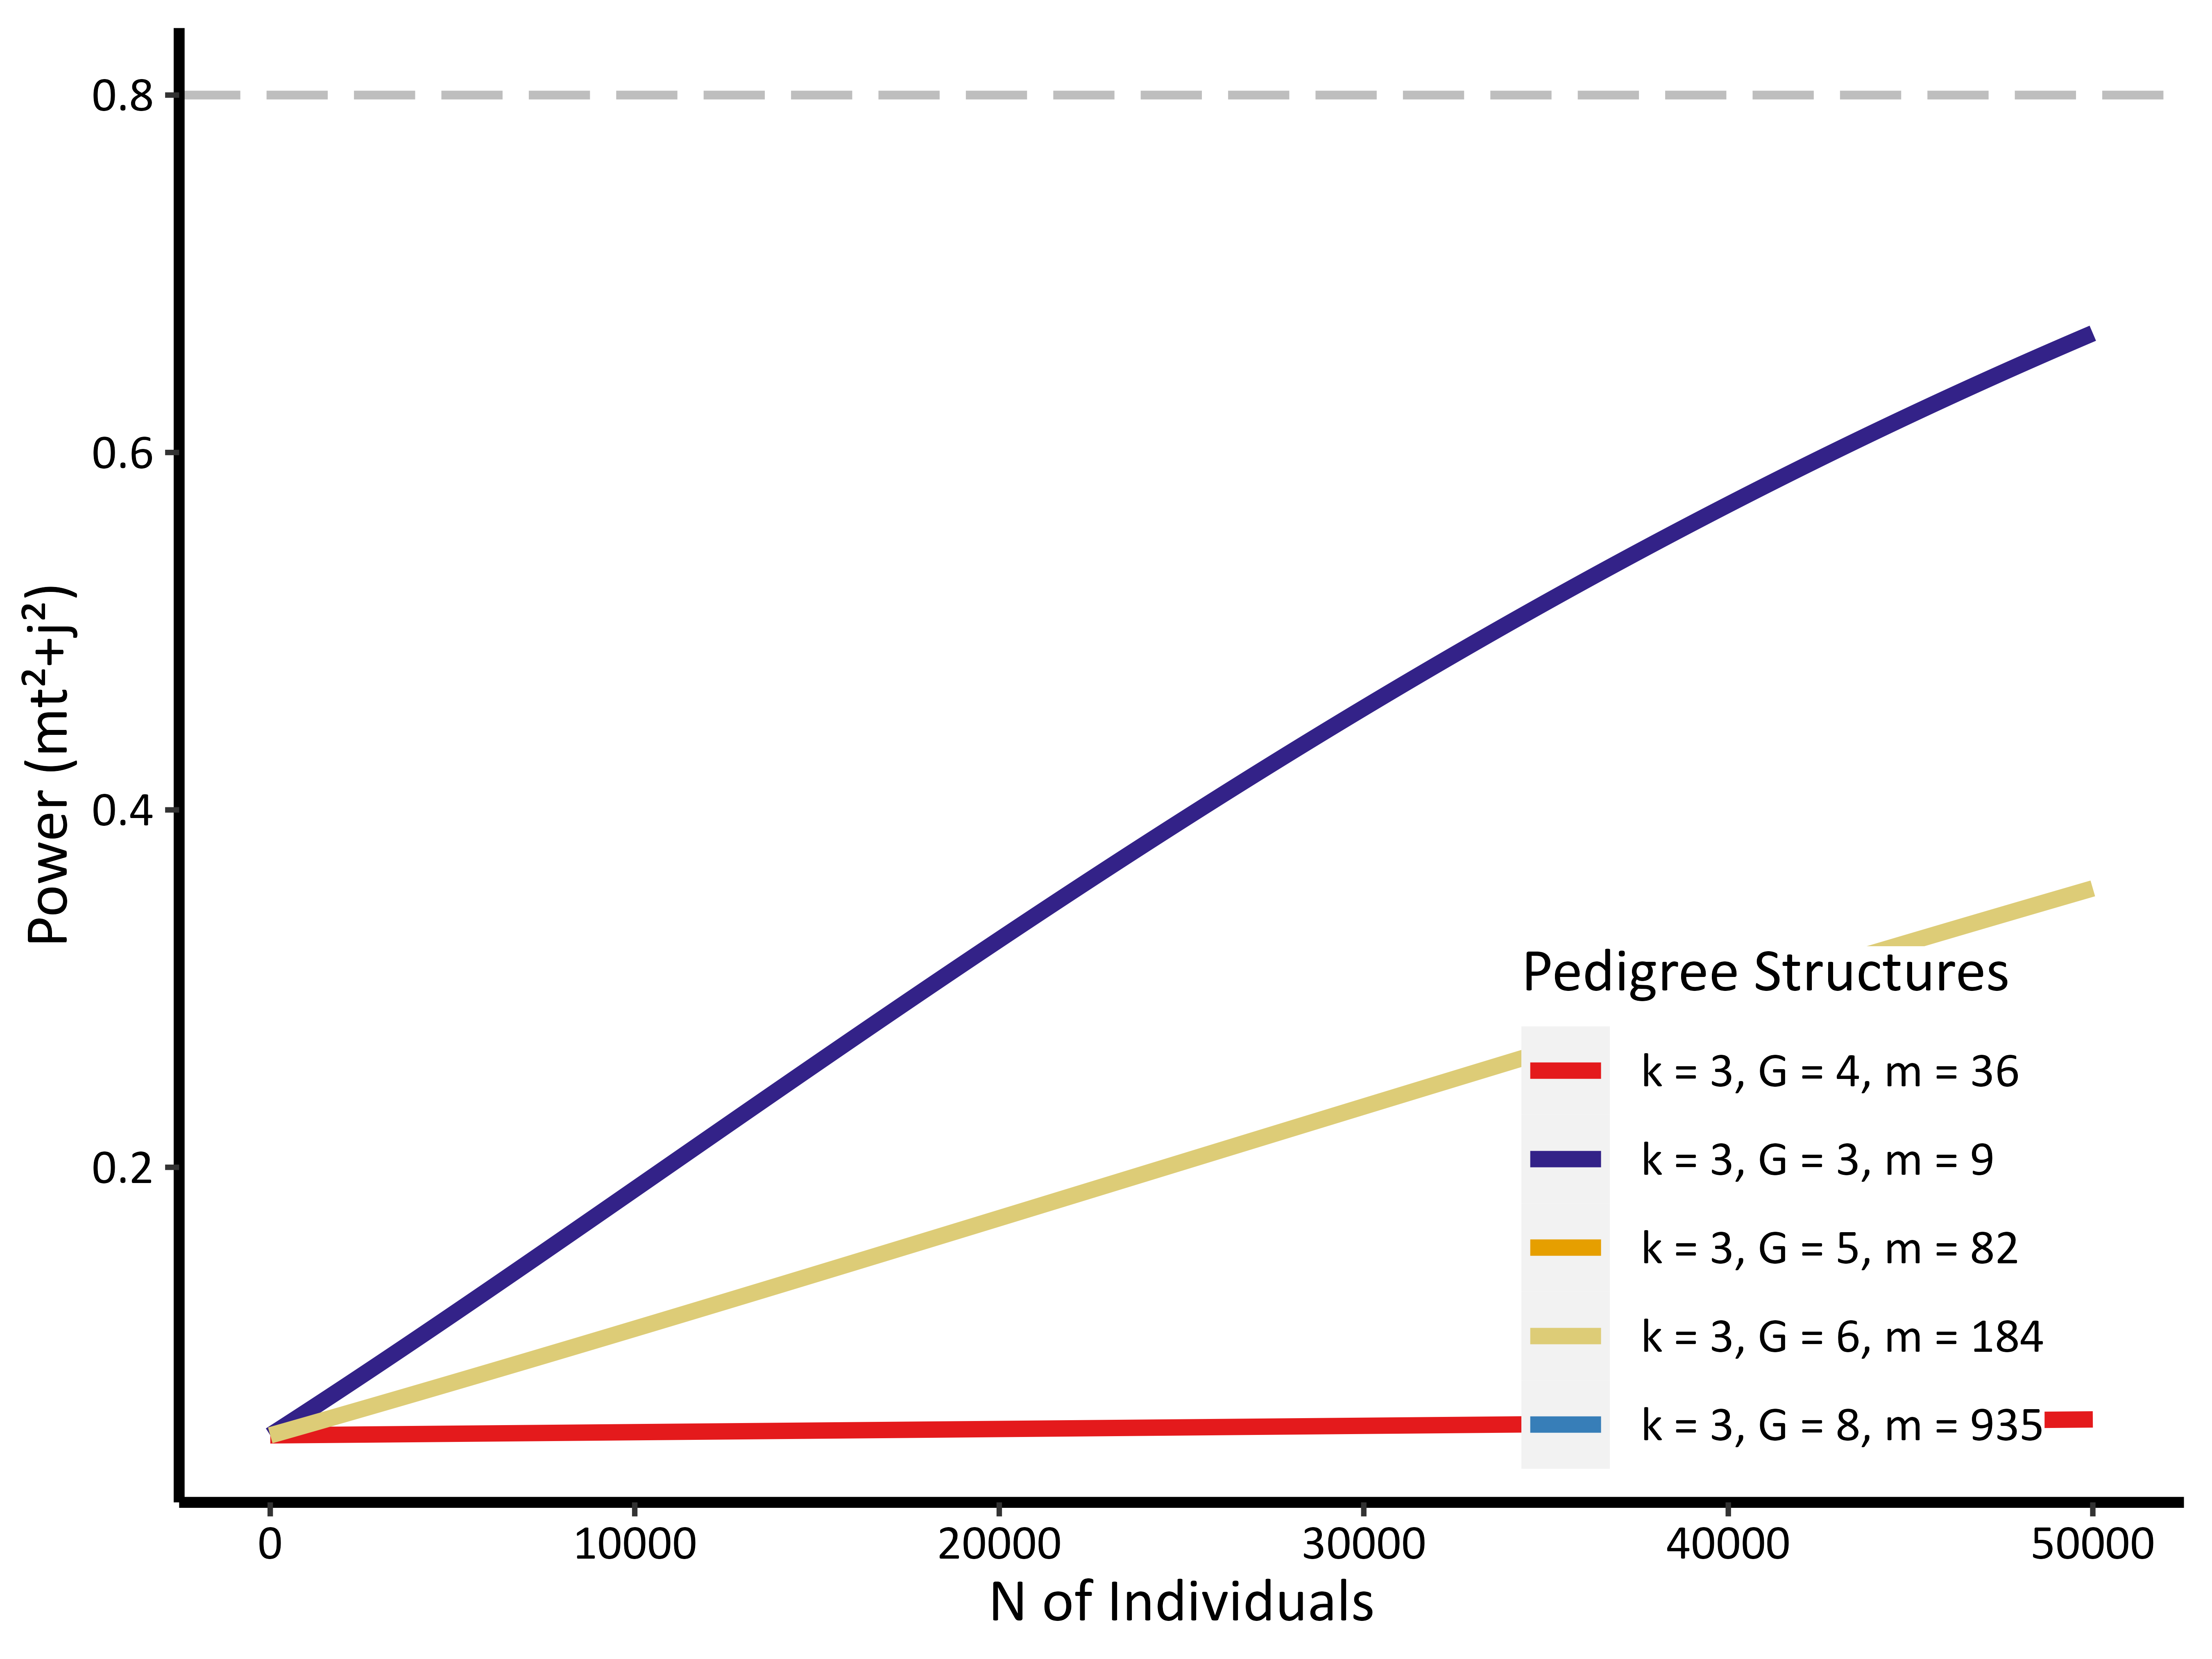 Power (mt²+j²)
0.8
0.6
0.4
0.2
Pedigree Structures
k = 3, G = 4, m = 36
k = 3, G = 3, m = 9
k = 3, G = 5, m = 82
k = 3, G = 6, m = 184
k = 3, G = 8, m = 935
0 10000 20000 30000 40000 50000
N of Individuals